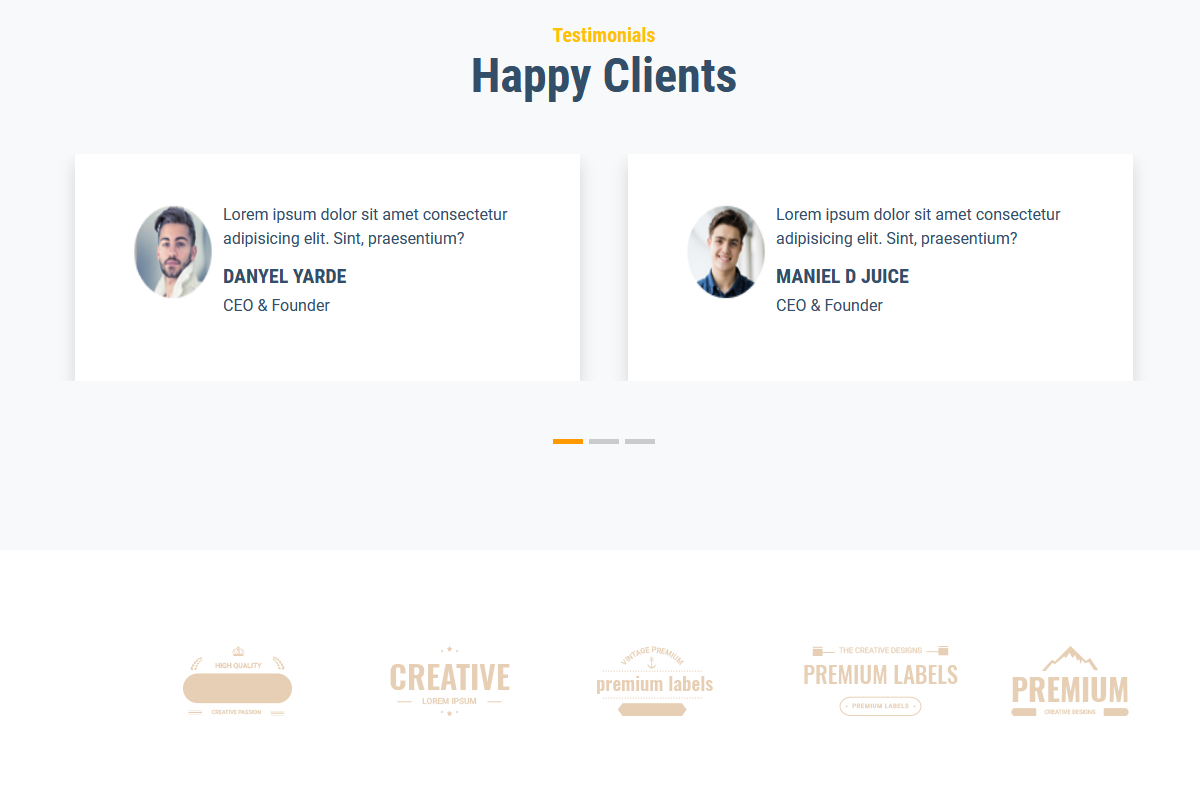 Testimonials
Happy Clients
Lorem ipsum dolor sit amet consectetur
adipisicing elit. Sint, praesentium?
DANYEL YARDE
CEO & Founder
Lorem ipsum dolor sit amet consectetur
adipisicing elit. Sint, praesentium?
MANIEL D JUICE
CEO & Founder
HIGH QUALITY
CREATIVE PASSION
CREATIVE
LOREM IPSUM
VINTAGE PREMIUM
premium labels
THE CREATIVE DESIGNS
PREMIUM LABELS
PREMIUM LABELS
PREMIUM
CREATIVE DESIGNS